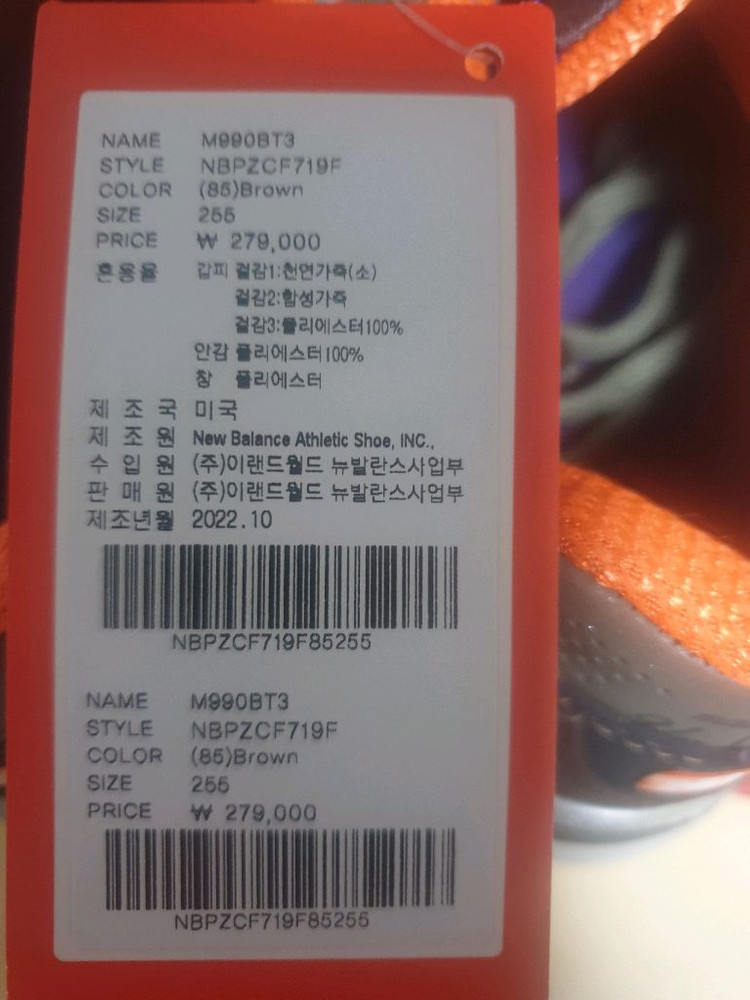 NAME M990BT3
STYLE NBPZCF719F
COLOR (85)Brown
SIZE 255
PRICE ₩ 279,000
혼용율 갑피 겉감1:천연가죽(소)
겉감2:합성가죽
겉감3:폴리에스터100%
안감 폴리에스터100%
창 폴리에스터
제 조 국 미국
제 조 원 New Balance Athletic Shoe, INC.,
수 입 원 (주)이랜드월드 뉴발란스사업부
판 매 원 (주)이랜드월드 뉴발란스사업부
제조년월 2022.10
NBPZCF719F85255
NAME M990BT3
STYLE NBPZCF719F
COLOR (85)Brown
SIZE 255
PRICE ₩ 279,000
NBPZCF719F85255